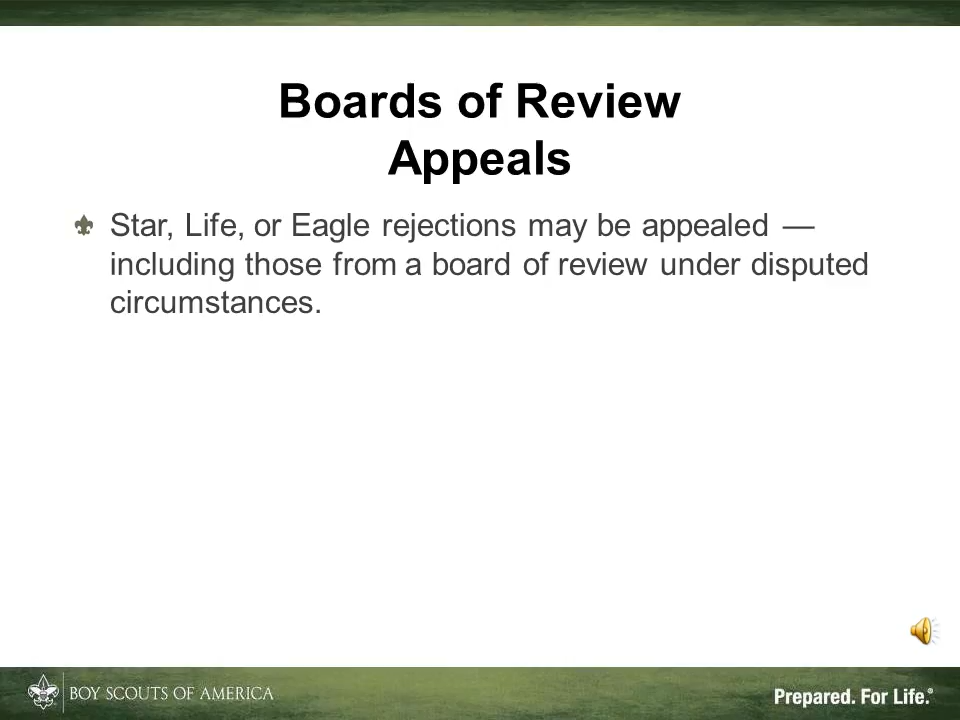 Boards of Review
Appeals
Star, Life, or Eagle rejections may be appealed —
including those from a board of review under disputed
circumstances.
BOY SCOUTS OF AMERICA
Prepared. For Life.®